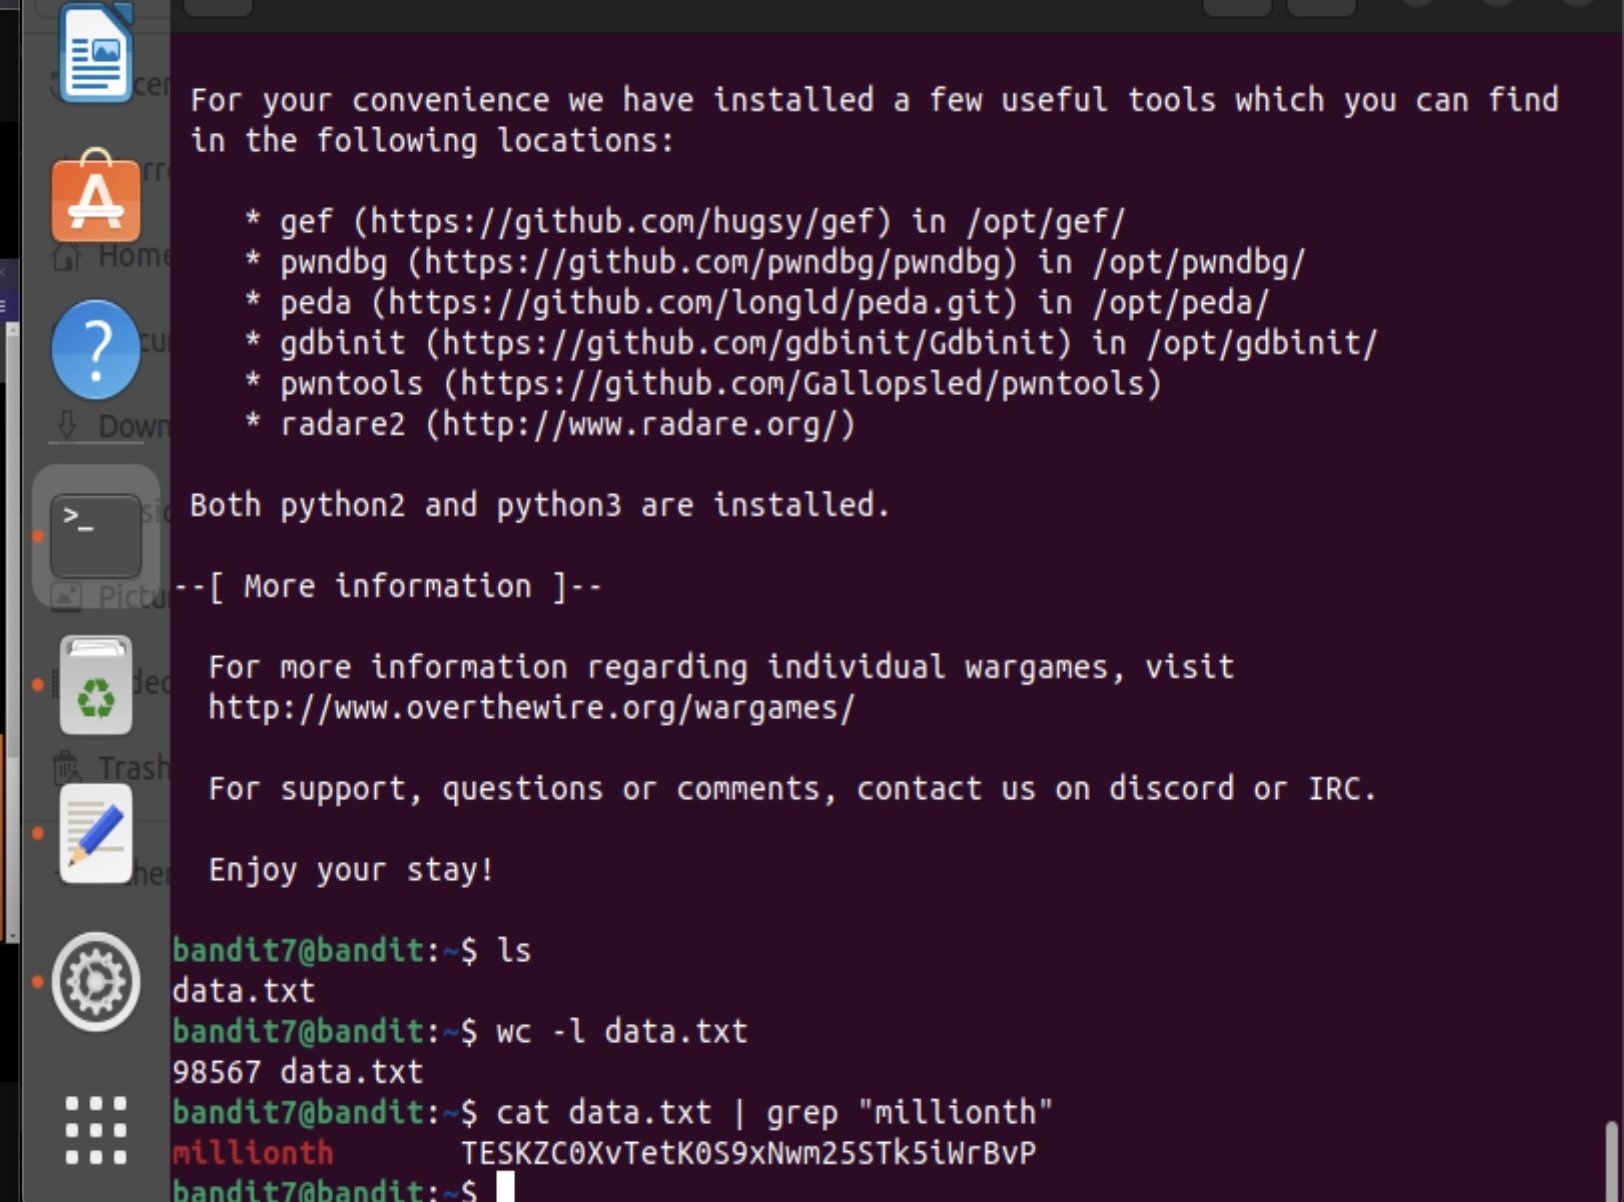 For your convenience we have installed a few useful tools which you can find
in the following locations:
* gef (https://github.com/hugsy/gef) in /opt/gef/
* pwndbg (https://github.com/pwndbg/pwndbg) in /opt/pwndbg/
* peda (https://github.com/longld/peda.git) in /opt/peda/
* gdbinit (https://github.com/gdbinit/Gdbinit) in /opt/gdbinit/
* pwntools (https://github.com/Gallopsled/pwntools)
* radare2 (http://www.radare.org/)
Both python2 and python3 are installed.
--[ More information ]--
For more information regarding individual wargames, visit
http://www.overthewire.org/wargames/
For support, questions or comments, contact us on discord or IRC.
Enjoy your stay!
bandit7@bandit:~$ ls
data.txt
bandit7@bandit:~$ wc -l data.txt
98567 data.txt
bandit7@bandit:~$ cat data.txt | grep "millionth"
millionth TESKZC0XvTetK0S9xNwm25STk5iWrBvP
bandit7@bandit:~$
Home
Down
Pictu
Trash